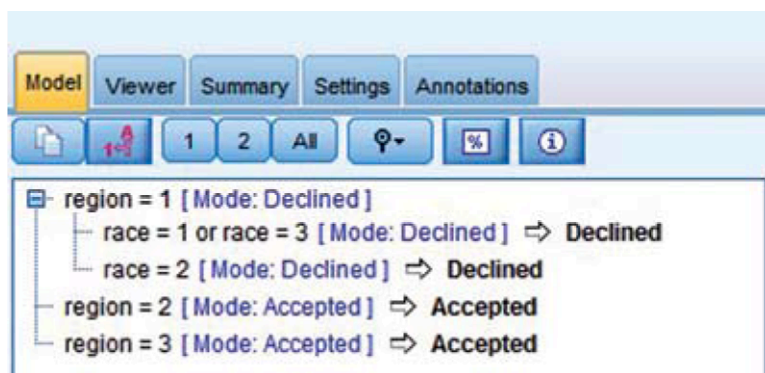 Model Viewer Summary Settings Annotations
1 2 All %
region = 1 [ Mode: Declined ]
race = 1 or race = 3 [ Mode: Declined ] ⇨ Declined
race = 2 [ Mode: Declined ] ⇨ Declined
region = 2 [ Mode: Accepted ] ⇨ Accepted
region = 3 [ Mode: Accepted ] ⇨ Accepted